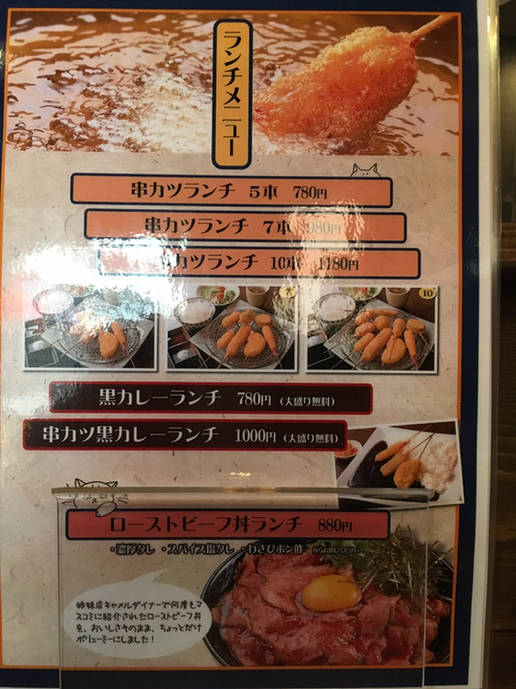 ランチメニュー
串カツランチ 5本 780円
串カツランチ 7本 980円
カツランチ 10本 1180円
10
黒カレーランチ 780円 (大盛り無料)
串カツ黒カレーランチ 1000円 (大盛り無料)
ローストビーフ丼ランチ 880円
・濃厚タレ ・スパイス塩タレ ・わさびポン酢
姉妹店キャメルダイナーで何度もマ
スコミに紹介されたローストビーフ丼
を、おいしさそのまま、ちょっとだけ
ボリューミーにしました！